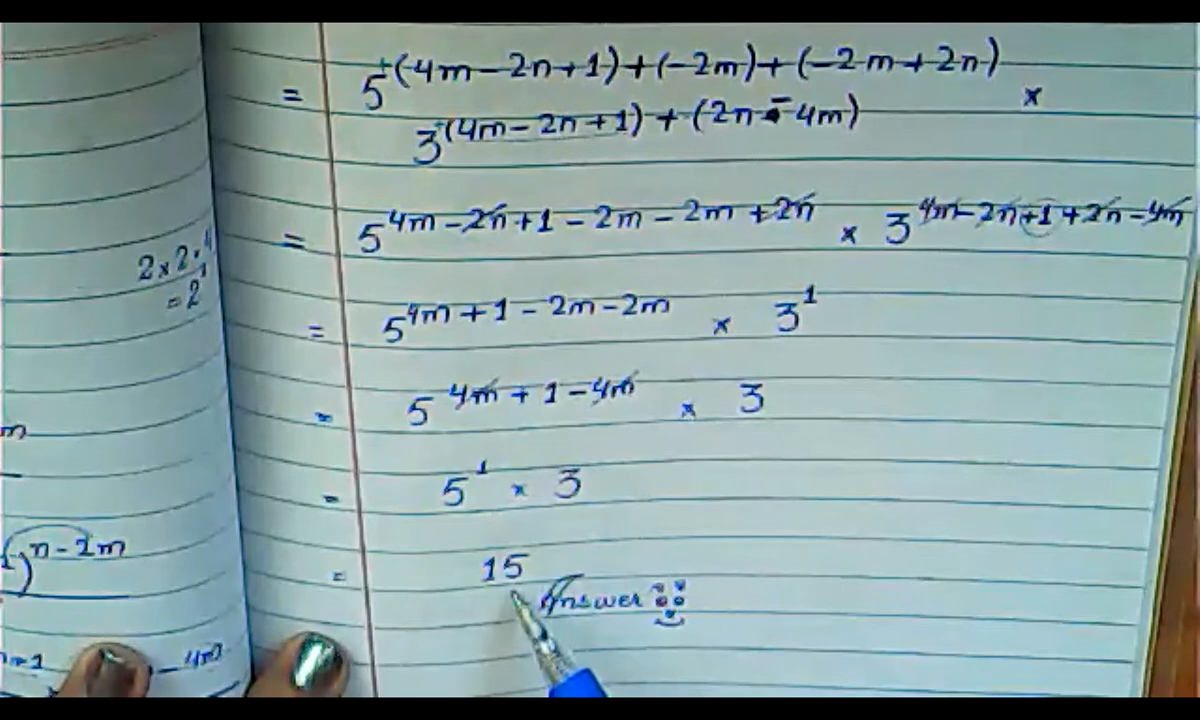 = 5^(4m-2n+1)+(-2m)+(-2m+2n) ×
3^(4m-2n+1)+(2n-4m)
= 5^4m-2n+1-2m-2m+2n × 3^4m-2n+1+2n-4m
2×2×
= 2^1
= 5^4m+1-2m-2m × 3^1
= 5^4m+1-4m × 3
m
= 5^1 × 3
)^n-2m
= 15
Answer
+1 -4m